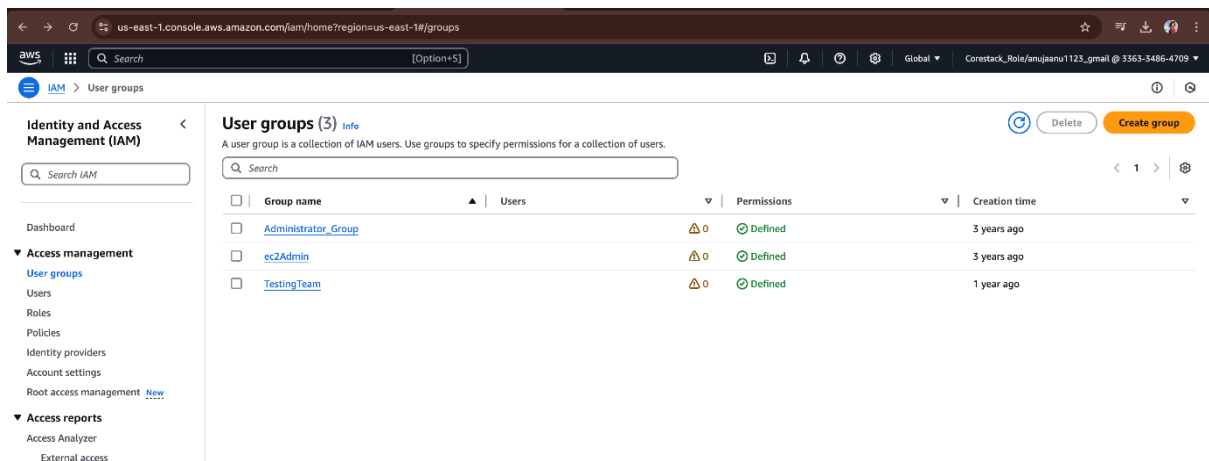 us-east-1.console.aws.amazon.com/iam/home?region=us-east-1#/groups
aws Search [Option+S] Global Corestack_Role/anujaanu1123_gmail @ 3363-3486-4709
IAM > User groups
Identity and Access Management (IAM)
Search IAM
Dashboard
Access management
User groups
Users
Roles
Policies
Identity providers
Account settings
Root access management New
Access reports
Access Analyzer
External access
User groups (3) Info
Delete
Create group
A user group is a collection of IAM users. Use groups to specify permissions for a collection of users.
Search
1
Group name Users Permissions Creation time
Administrator_Group 0 Defined 3 years ago
ec2Admin 0 Defined 3 years ago
TestingTeam 0 Defined 1 year ago